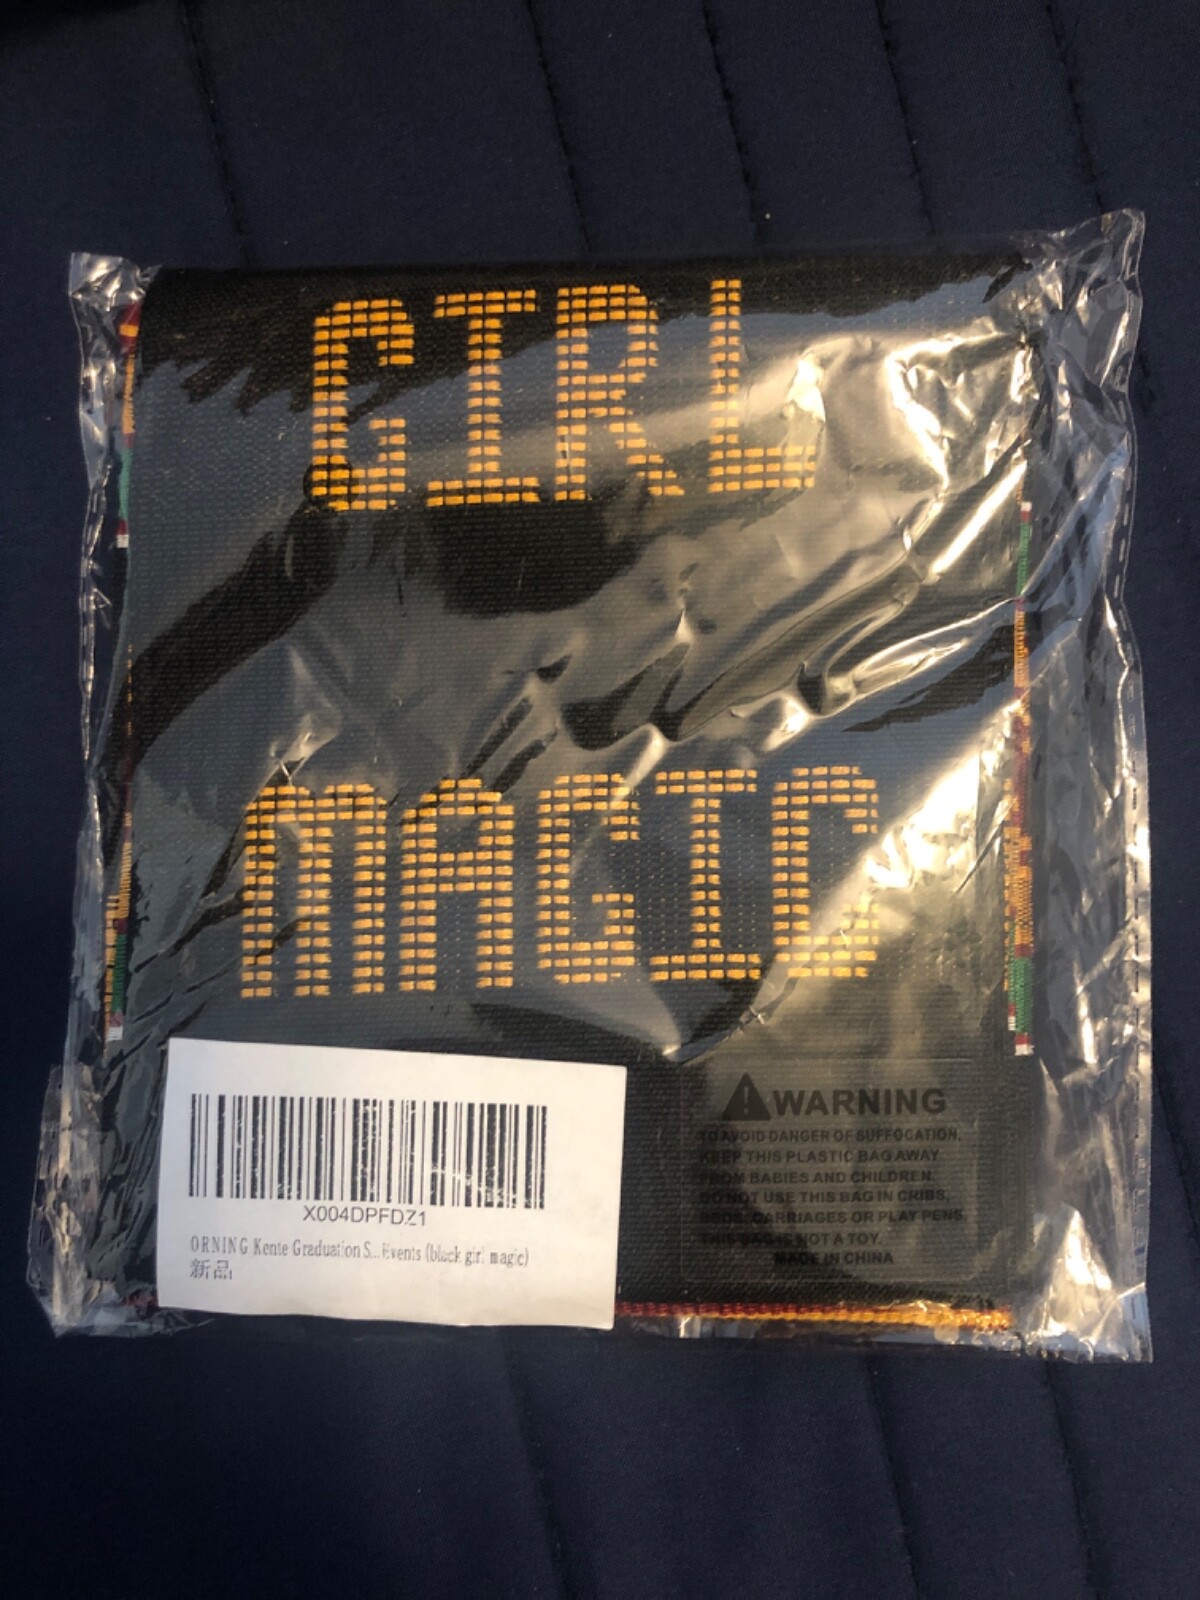 GIRL
MAGIC
X004DPFDZ1
ORNING Kente Graduation S...Events (black girl magic)
新品
WARNING
TO AVOID DANGER OF SUFFOCATION,
KEEP THIS PLASTIC BAG AWAY
FROM BABIES AND CHILDREN.
DO NOT USE THIS BAG IN CRIBS,
BEDS, CARRIAGES OR PLAY PENS.
THIS BAG IS NOT A TOY.
MADE IN CHINA